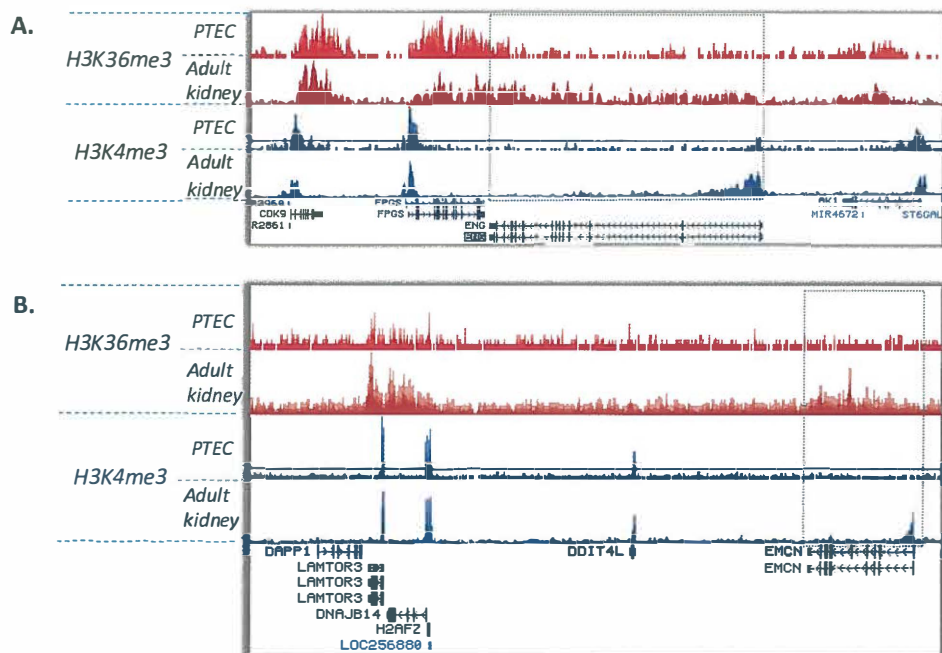 A.
H3K36me3
PTEC
Adult kidney
H3K4me3
PTEC
Adult kidney
CDK9
R2861
FPGS
FPGS
ENG
AK1
MIR4672
ST6GAL
B.
H3K36me3
PTEC
Adult kidney
H3K4me3
PTEC
Adult kidney
DAPP1
DDIT4L
EMCN
LAMTOR3
EMCN
LAMTOR3
LAMTOR3
DNAJB14
H2AFZ
LOC256880